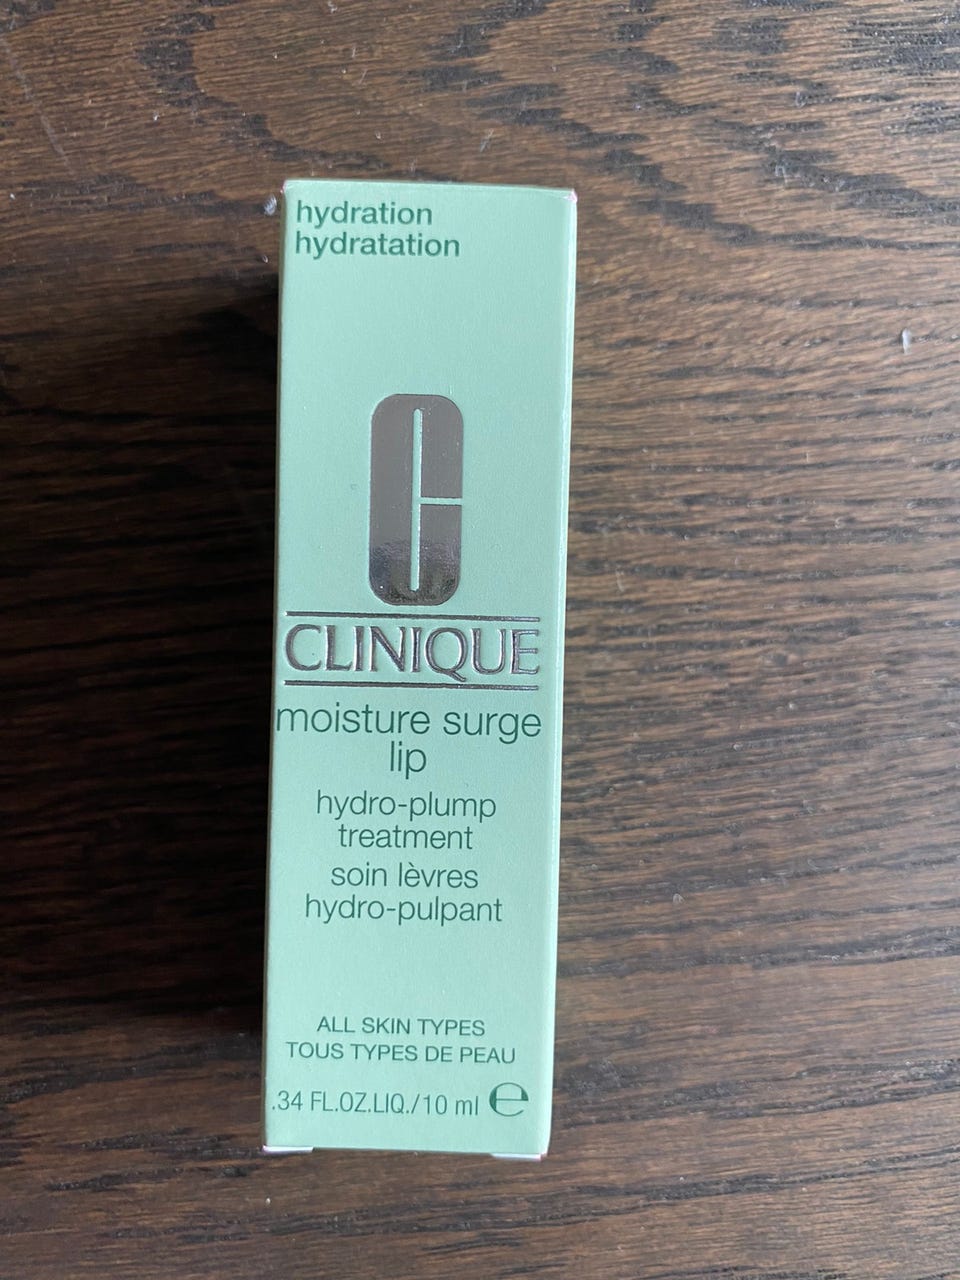 hydration
hydratation
C
CLINIQUE
moisture surge
lip
hydro-plump
treatment
soin lèvres
hydro-pulpant
ALL SKIN TYPES
TOUS TYPES DE PEAU
.34 FL.OZ.LIQ./10 ml ℮